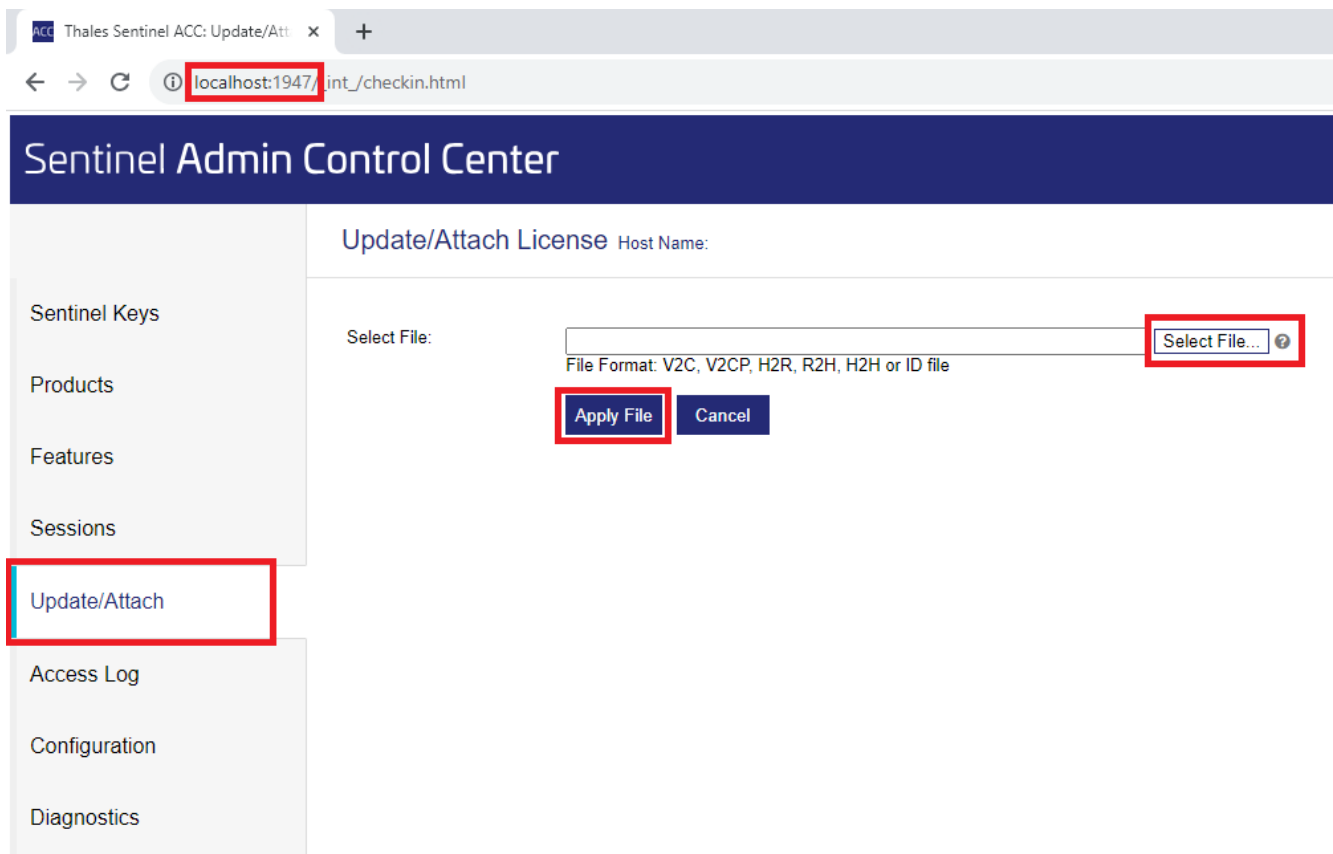 ACC Thales Sentinel ACC: Update/Att
localhost:1947/_int_/checkin.html
Sentinel Admin Control Center
Update/Attach License Host Name:
Sentinel Keys
Select File:
Select File...
File Format: V2C, V2CP, H2R, R2H, H2H or ID file
Products
Apply File Cancel
Features
Sessions
Update/Attach
Access Log
Configuration
Diagnostics